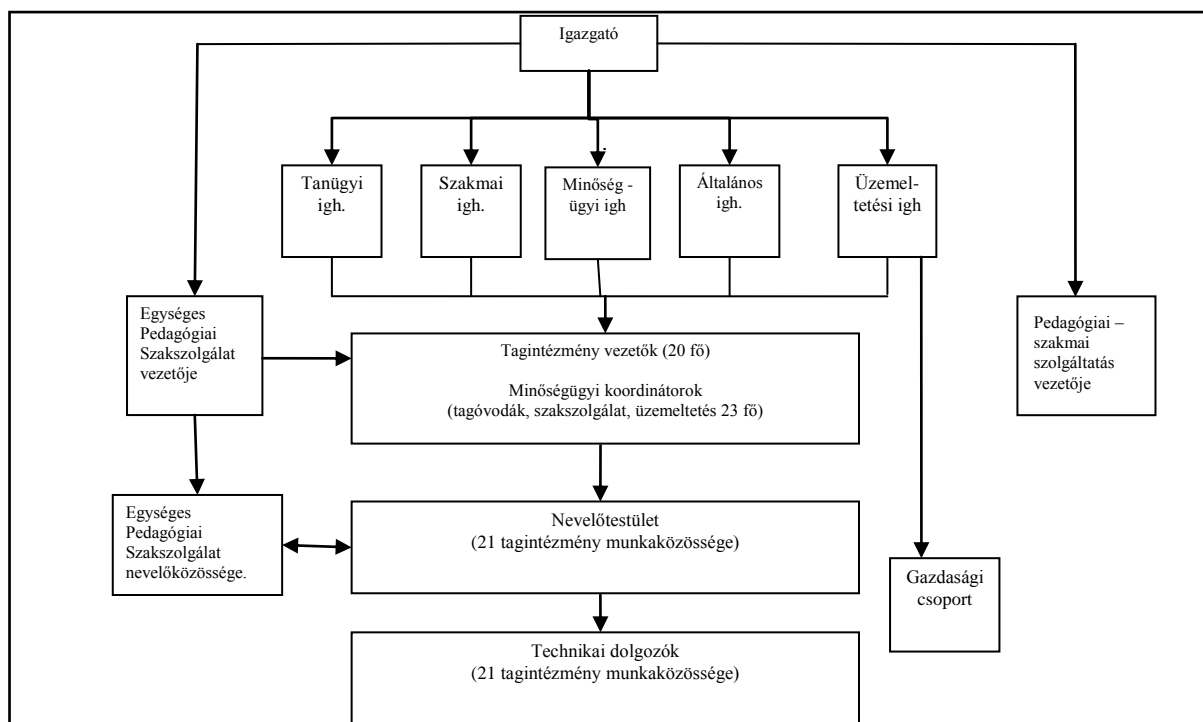 Igazgató
Tanügyi
igh.
Szakmai
igh.
Minőség -
ügyi igh
Általános
igh.
Üzemel-
tetési igh
Egységes
Pedagógiai
Szakszolgálat
vezetője
Tagintézmény vezetők (20 fő)
Minőségügyi koordinátorok
(tagóvodák, szakszolgálat, üzemeltetés 23 fő)
Pedagógiai –
szakmai
szolgáltatás
vezetője
Egységes
Pedagógiai
Szakszolgálat
nevelőközössége.
Nevelőtestület
(21 tagintézmény munkaközössége)
Gazdasági
csoport
Technikai dolgozók
(21 tagintézmény munkaközössége)